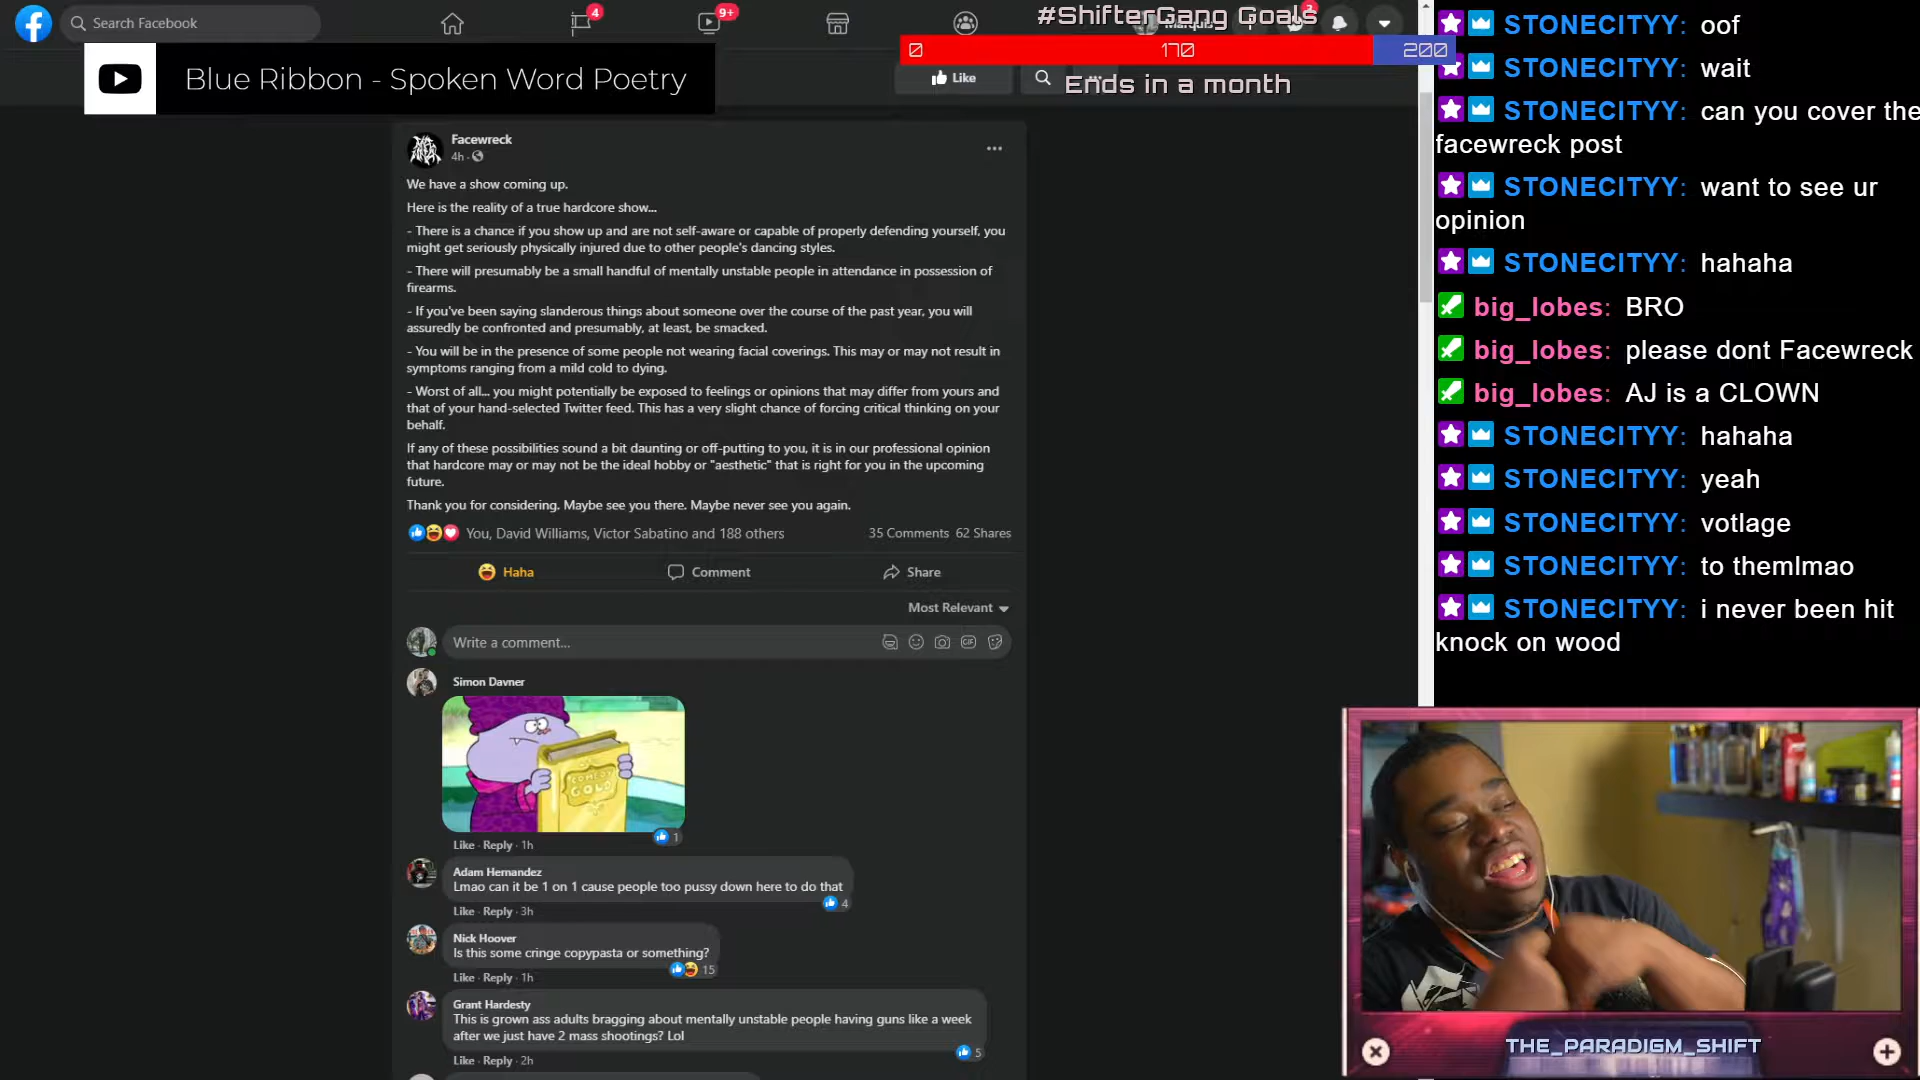 Search Facebook
4
9+
#ShifterGang Goals
0
170
200
Ends in a month
Like
Blue Ribbon - Spoken Word Poetry
Facewreck
4h
We have a show coming up.
Here is the reality of a true hardcore show...
- There is a chance if you show up and are not self-aware or capable of properly defending yourself, you
might get seriously physically injured due to other people's dancing styles.
- There will presumably be a small handful of mentally unstable people in attendance in possession of
firearms.
- If you've been saying slanderous things about someone over the course of the past year, you will
assuredly be confronted and presumably, at least, be smacked.
- You will be in the presence of some people not wearing facial coverings. This may or may not result in
symptoms ranging from a mild cold to dying.
- Worst of all... you might potentially be exposed to feelings or opinions that may differ from yours and
that of your hand-selected Twitter feed. This has a very slight chance of forcing critical thinking on your
behalf.
If any of these possibilities sound a bit daunting or off-putting to you, it is in our professional opinion
that hardcore may or may not be the ideal hobby or "aesthetic" that is right for you in the upcoming
future.
Thank you for considering. Maybe see you there. Maybe never see you again.
You, David Williams, Victor Sabatino and 188 others
35 Comments 62 Shares
Haha
Comment
Share
Most Relevant
Write a comment...
GIF
Simon Davner
COMEDY
GOLD
1
Like · Reply · 1h
Adam Hernandez
Lmao can it be 1 on 1 cause people too pussy down here to do that
4
Like · Reply · 3h
Nick Hoover
Is this some cringe copypasta or something?
15
Like · Reply · 1h
Grant Hardesty
This is grown ass adults bragging about mentally unstable people having guns like a week
after we just have 2 mass shootings? Lol
5
Like · Reply · 2h
STONECITYY: oof
STONECITYY: wait
STONECITYY: can you cover the
facewreck post
STONECITYY: want to see ur
opinion
STONECITYY: hahaha
big_lobes: BRO
big_lobes: please dont Facewreck
big_lobes: AJ is a CLOWN
STONECITYY: hahaha
STONECITYY: yeah
STONECITYY: votlage
STONECITYY: to themlmao
STONECITYY: i never been hit
knock on wood
THE_PARADIGM_SHIFT